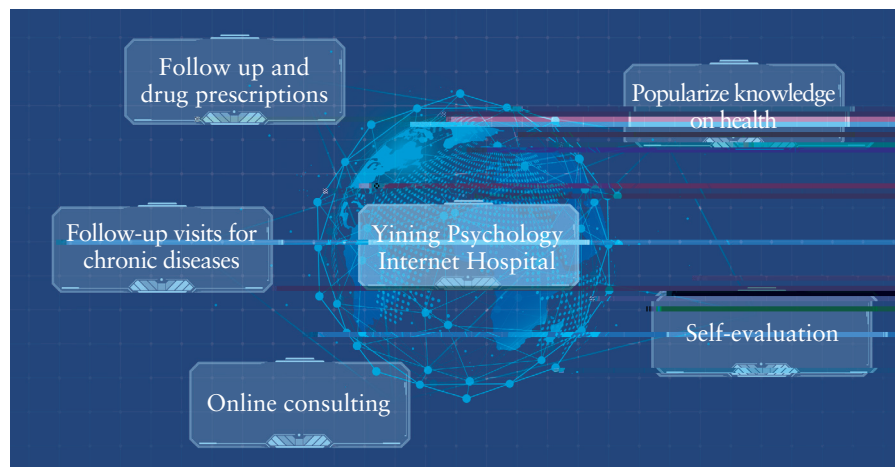 Follow up and
drug prescriptions
Popularize knowledge
on health
Follow-up visits for
chronic diseases
Yining Psychology
Internet Hospital
Self-evaluation
Online consulting